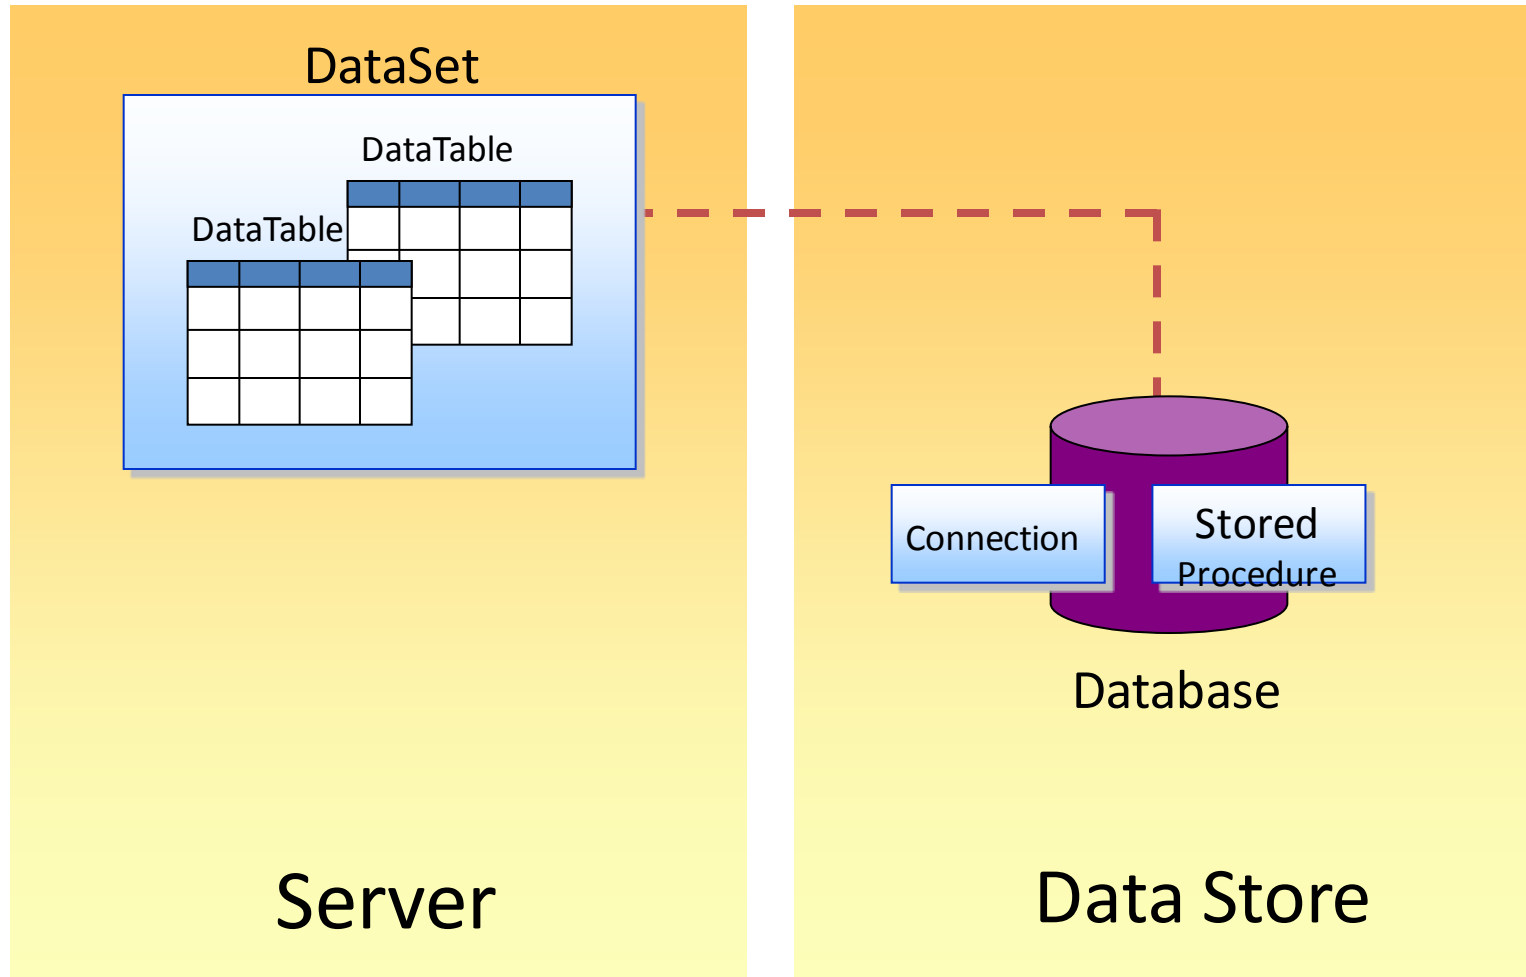 DataSet
DataTable
DataTable
Connection
Stored
Procedure
Database
Server
Data Store